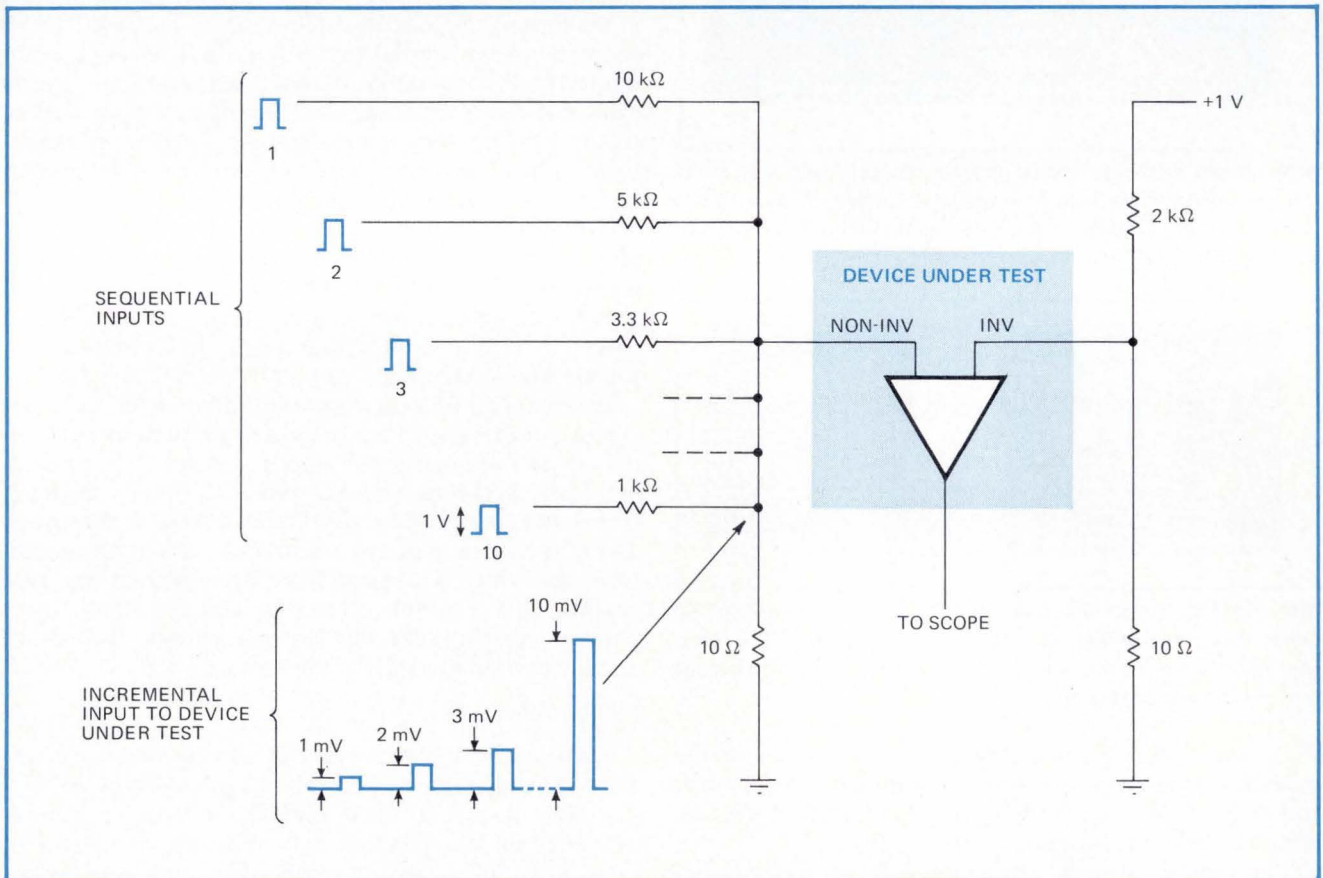 10 kΩ
+1 V
1
5 kΩ
2 kΩ
2
DEVICE UNDER TEST
SEQUENTIAL
INPUTS
3.3 kΩ
NON-INV
INV
3
1 kΩ
1 V
10
10 mV
TO SCOPE
10 Ω
10 Ω
INCREMENTAL
INPUT TO DEVICE
UNDER TEST
3 mV
2 mV
1 mV